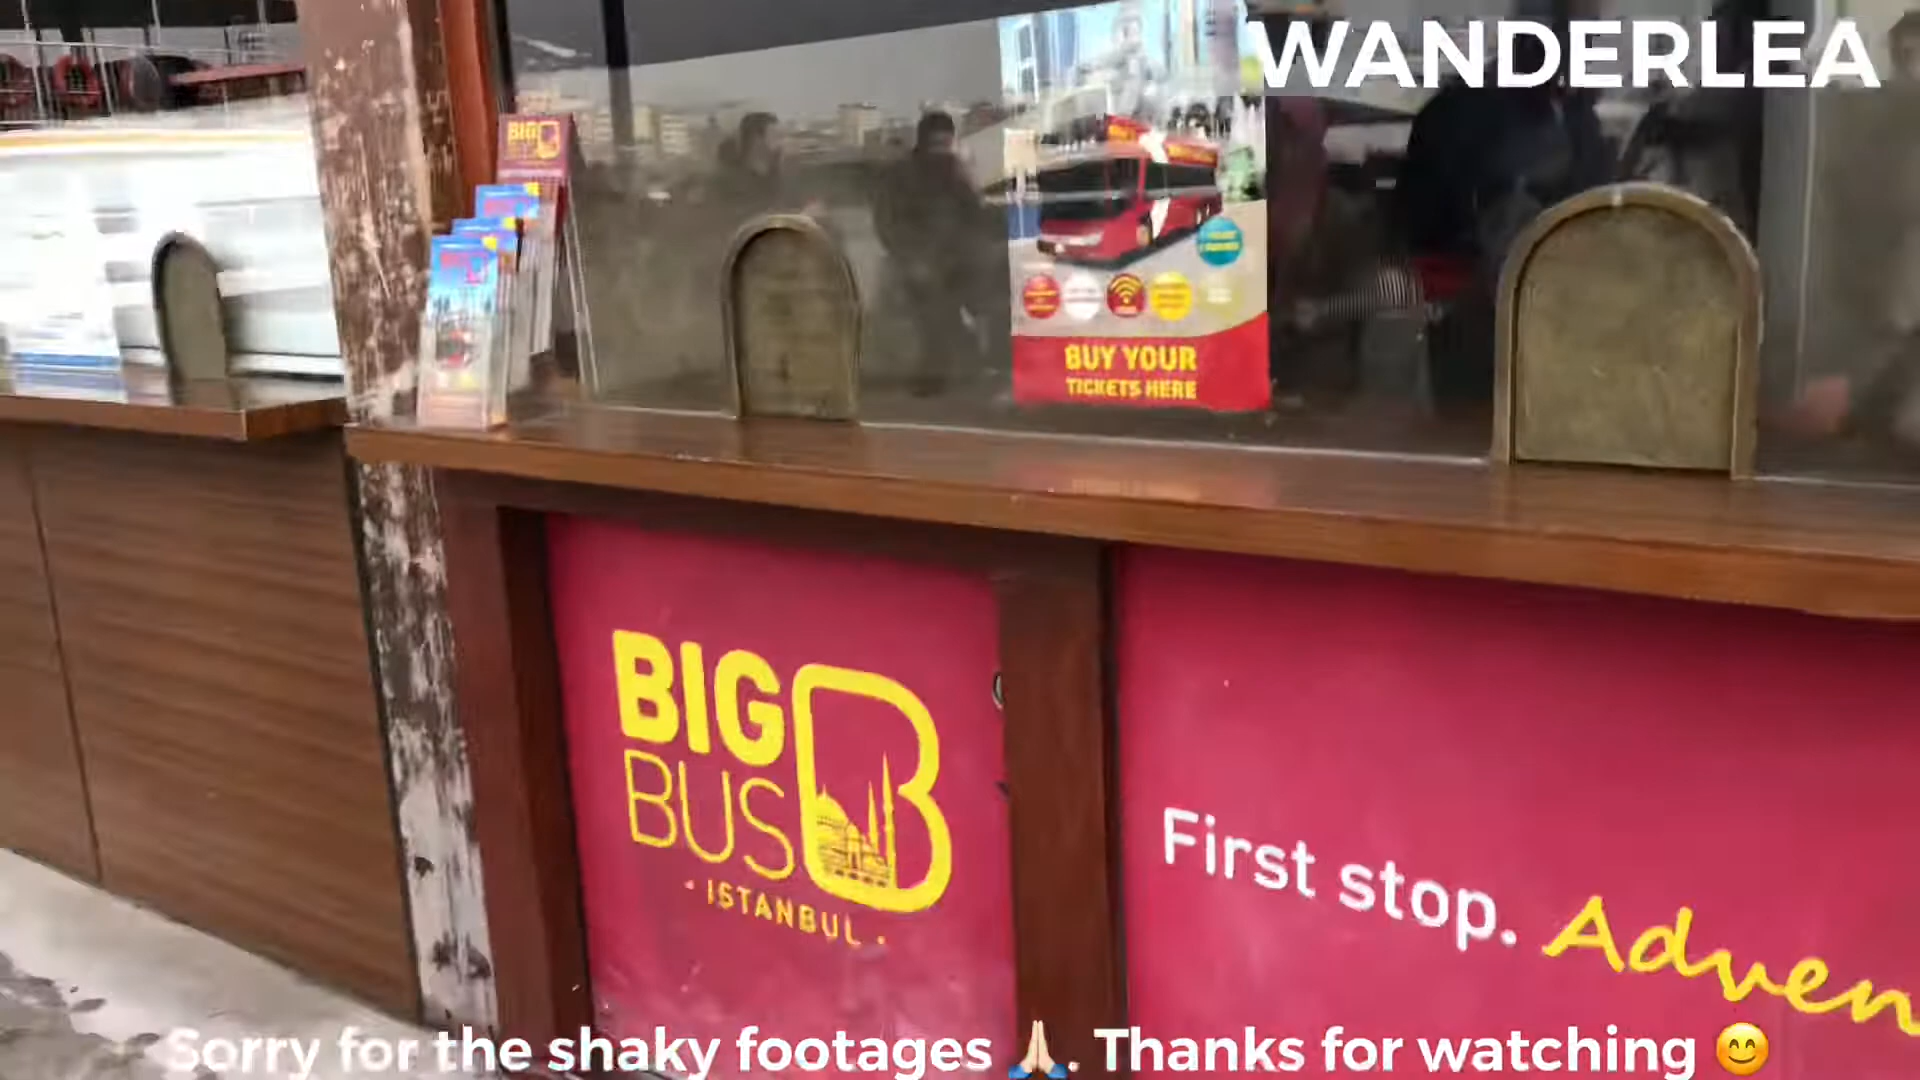 WANDERLEA
BIG
BUY YOUR
TICKETS HERE
BIG
BUS
· ISTANBUL ·
First stop. Adven
Sorry for the shaky footages 🙏🏻. Thanks for watching 😊